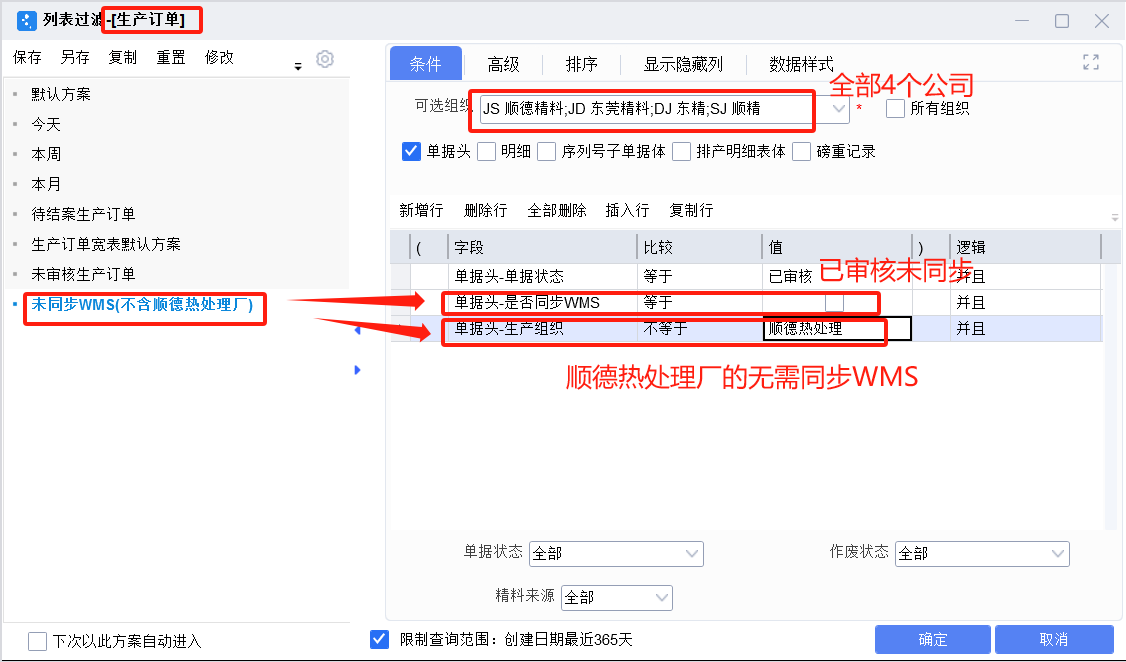 列表过滤-[生产订单]
保存 另存 复制 重置 修改
默认方案
今天
本周
本月
待结案生产订单
生产订单宽表默认方案
未审核生产订单
未同步WMS(不含顺德热处理厂)
下次以此方案自动进入
条件 高级 排序 显示隐藏列 数据样式
全部4个公司
可选组织 JS 顺德精料;JD 东莞精料;DJ 东精;SJ 顺精 * 所有组织
单据头 明细 序列号子单据体 排产明细表体 磅重记录
新增行 删除行 全部删除 插入行 复制行
( 字段 比较 值 ) 逻辑
单据头-单据状态 等于 已审核 并且
已审核未同步
单据头-是否同步WMS 等于 并且
单据头-生产组织 不等于 顺德热处理 并且
顺德热处理厂的无需同步WMS
单据状态 全部 作废状态 全部
精料来源 全部
限制查询范围：创建日期最近365天
确定 取消